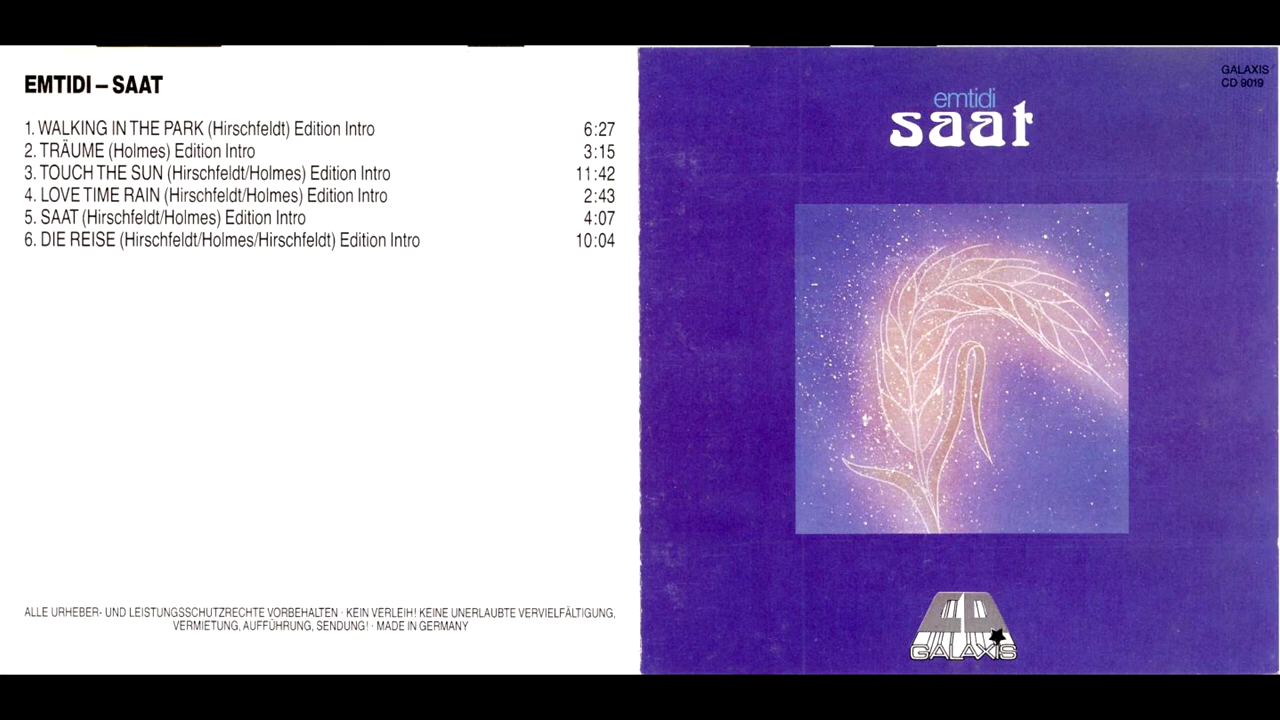 EMTIDI – SAAT
1. WALKING IN THE PARK (Hirschfeldt) Edition Intro 6:27
2. TRÄUME (Holmes) Edition Intro 3:15
3. TOUCH THE SUN (Hirschfeldt/Holmes) Edition Intro 11:42
4. LOVE TIME RAIN (Hirschfeldt/Holmes) Edition Intro 2:43
5. SAAT (Hirschfeldt/Holmes) Edition Intro 4:07
6. DIE REISE (Hirschfeldt/Holmes/Hirschfeldt) Edition Intro 10:04
ALLE URHEBER- UND LEISTUNGSSCHUTZRECHTE VORBEHALTEN · KEIN VERLEIH! KEINE UNERLAUBTE VERVIELFÄLTIGUNG,
VERMIETUNG, AUFFÜHRUNG, SENDUNG! · MADE IN GERMANY
GALAXIS
CD 9019
emtidi
saat
GALAXIS